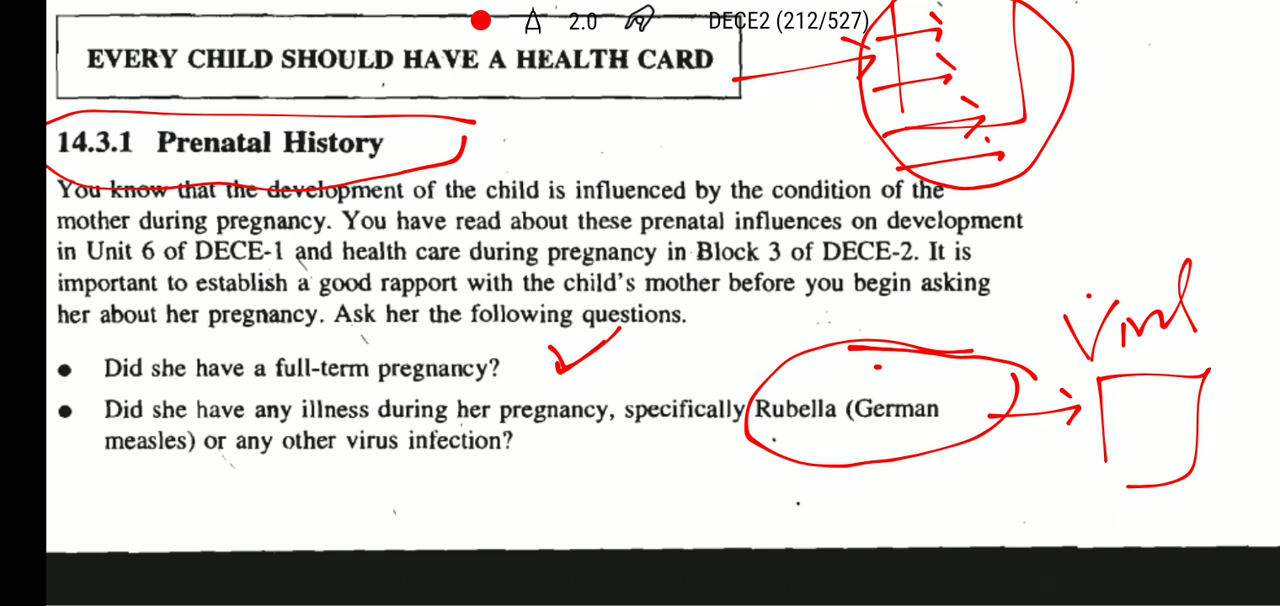 A 2.0 DECE2 (212/527)
EVERY CHILD SHOULD HAVE A HEALTH CARD
14.3.1 Prenatal History
You know that the development of the child is influenced by the condition of the
mother during pregnancy. You have read about these prenatal influences on development
in Unit 6 of DECE-1 and health care during pregnancy in Block 3 of DECE-2. It is
important to establish a good rapport with the child's mother before you begin asking
her about her pregnancy. Ask her the following questions.
Viral
• Did she have a full-term pregnancy?
• Did she have any illness during her pregnancy, specifically Rubella (German
measles) or any other virus infection?